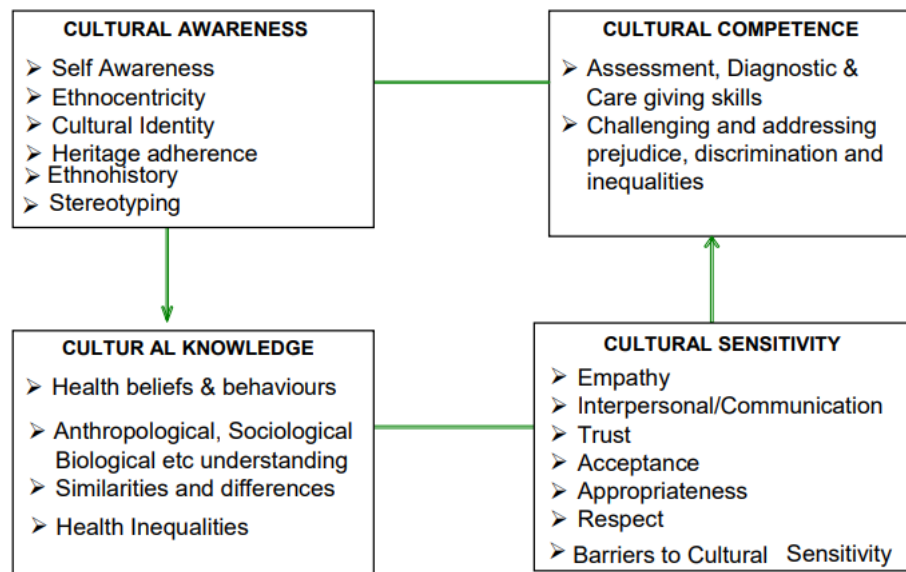 CULTURAL AWARENESS
➢ Self Awareness
➢ Ethnocentricity
➢ Cultural Identity
➢ Heritage adherence
➢ Ethnohistory
➢ Stereotyping
CULTURAL COMPETENCE
➢ Assessment, Diagnostic &
Care giving skills
➢ Challenging and addressing
prejudice, discrimination and
inequalities
CULTUR AL KNOWLEDGE
➢ Health beliefs & behaviours
➢ Anthropological, Sociological
Biological etc understanding
➢ Similarities and differences
➢ Health Inequalities
CULTURAL SENSITIVITY
➢ Empathy
➢ Interpersonal/Communication
➢ Trust
➢ Acceptance
➢ Appropriateness
➢ Respect
➢ Barriers to Cultural Sensitivity